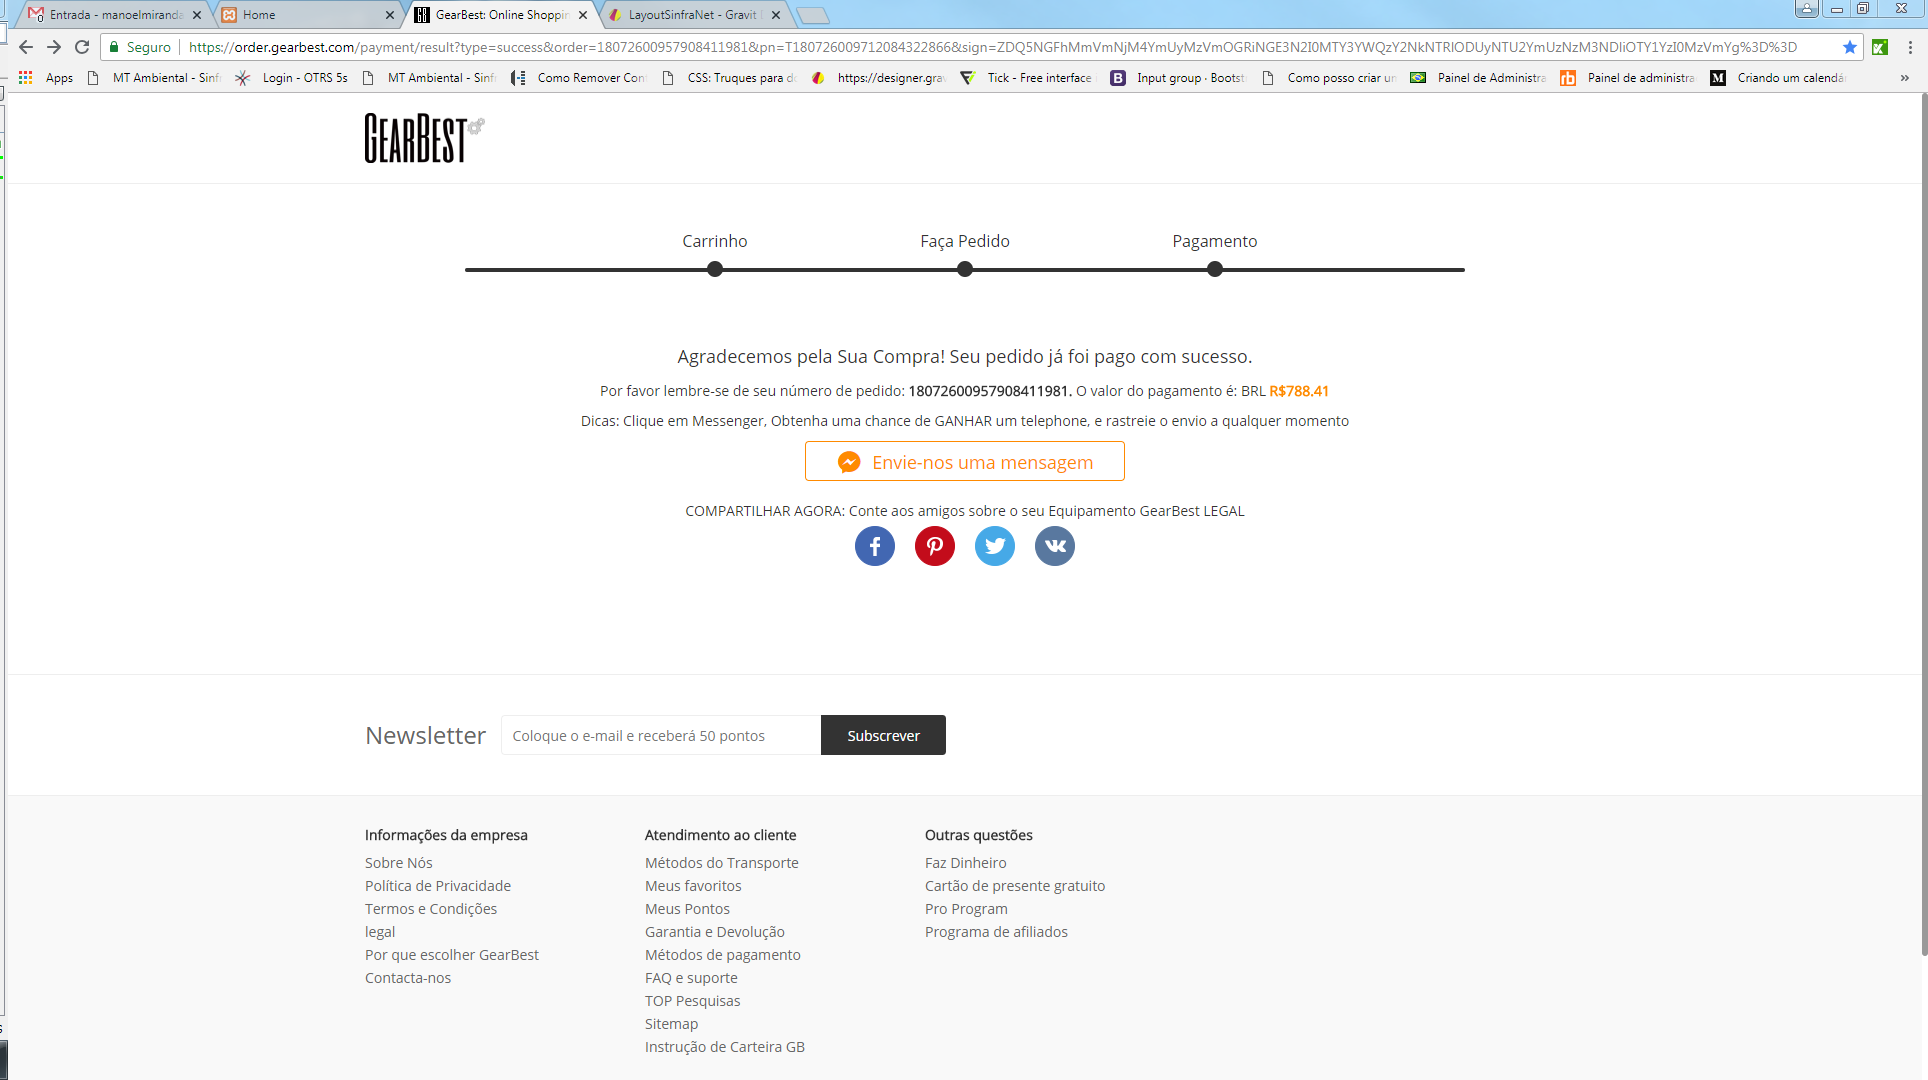 Entrada - manoelmiranda
Home
GearBest: Online Shoppin
LayoutSinfraNet - Gravit
Seguro
https://order.gearbest.com/payment/result?type=success&order=18072600957908411981&pn=T180726009712084322866&sign=ZDQ5NGFhMmVmNjM4YmUyMzVmOGRiNGE3N2I0MTY3YWQzY2NkNTRlODUyNTU2YmUzNzM3NDliOTY1YzI0MzVmYg%3D%3D
Apps
MT Ambiental - Sinf
Login - OTRS 5s
MT Ambiental - Sinf
Como Remover Con
CSS: Truques para d
https://designer.grav
Tick - Free interface
Input group · Bootst
Como posso criar un
Painel de Administra
Painel de administra
Criando um calendá
»
GEARBEST
Carrinho
Faça Pedido
Pagamento
Agradecemos pela Sua Compra! Seu pedido já foi pago com sucesso.
Por favor lembre-se de seu número de pedido: 18072600957908411981. O valor do pagamento é: BRL R$788.41
Dicas: Clique em Messenger, Obtenha uma chance de GANHAR um telephone, e rastreie o envio a qualquer momento
Envie-nos uma mensagem
COMPARTILHAR AGORA: Conte aos amigos sobre o seu Equipamento GearBest LEGAL
Newsletter
Coloque o e-mail e receberá 50 pontos
Subscrever
Informações da empresa
Sobre Nós
Política de Privacidade
Termos e Condições
legal
Por que escolher GearBest
Contacta-nos
Atendimento ao cliente
Métodos do Transporte
Meus favoritos
Meus Pontos
Garantia e Devolução
Métodos de pagamento
FAQ e suporte
TOP Pesquisas
Sitemap
Instrução de Carteira GB
Outras questões
Faz Dinheiro
Cartão de presente gratuito
Pro Program
Programa de afiliados